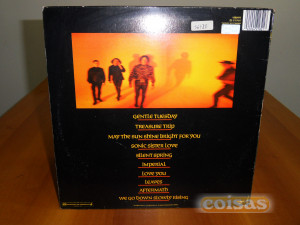 GENTLE TUESDAY
TREASURE TRIP
MAY THE SUN SHINE BRIGHT FOR YOU
SONIC SISTER LOVE
SILENT SPRING
IMPERIAL
LOVE YOU
LEAVES
AFTERMATH
WE GO DOWN SLOWLY RISING
coisas